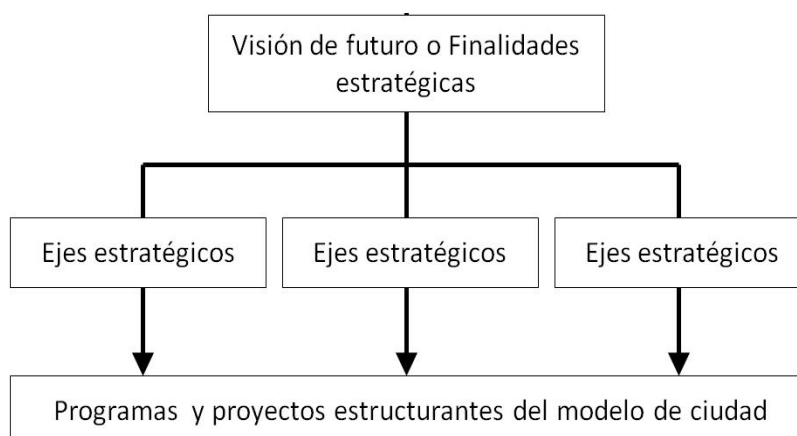 Visión de futuro o Finalidades
estratégicas
Ejes estratégicos
Ejes estratégicos
Ejes estratégicos
Programas y proyectos estructurantes del modelo de ciudad